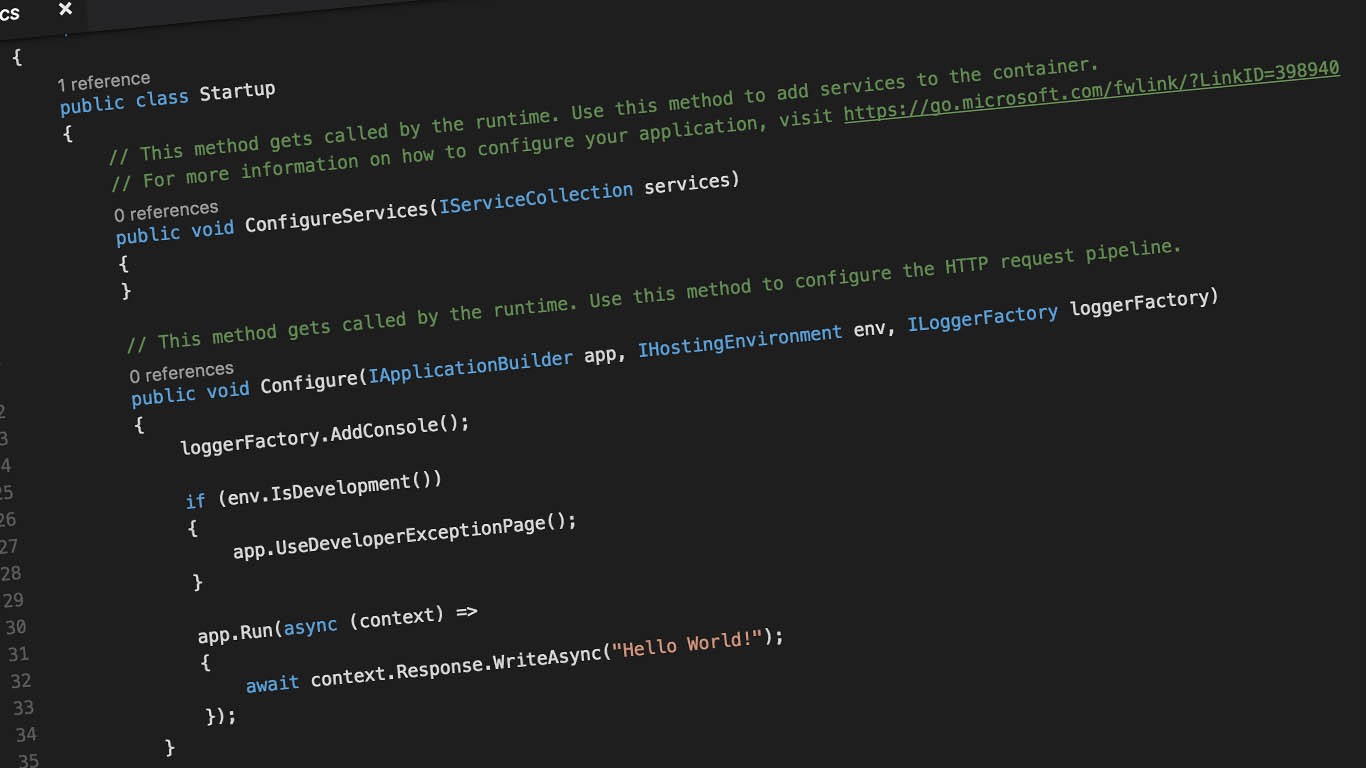 cs ×
{
1 reference
public class Startup
{
// This method gets called by the runtime. Use this method to add services to the container.
// For more information on how to configure your application, visit https://go.microsoft.com/fwlink/?LinkID=398940
0 references
public void ConfigureServices(IServiceCollection services)
{
}
// This method gets called by the runtime. Use this method to configure the HTTP request pipeline.
0 references
public void Configure(IApplicationBuilder app, IHostingEnvironment env, ILoggerFactory loggerFactory)
2 {
3 loggerFactory.AddConsole();
4
25 if (env.IsDevelopment())
26 {
27 app.UseDeveloperExceptionPage();
28 }
29
30 app.Run(async (context) =>
31 {
32 await context.Response.WriteAsync("Hello World!");
33 });
34 }
35